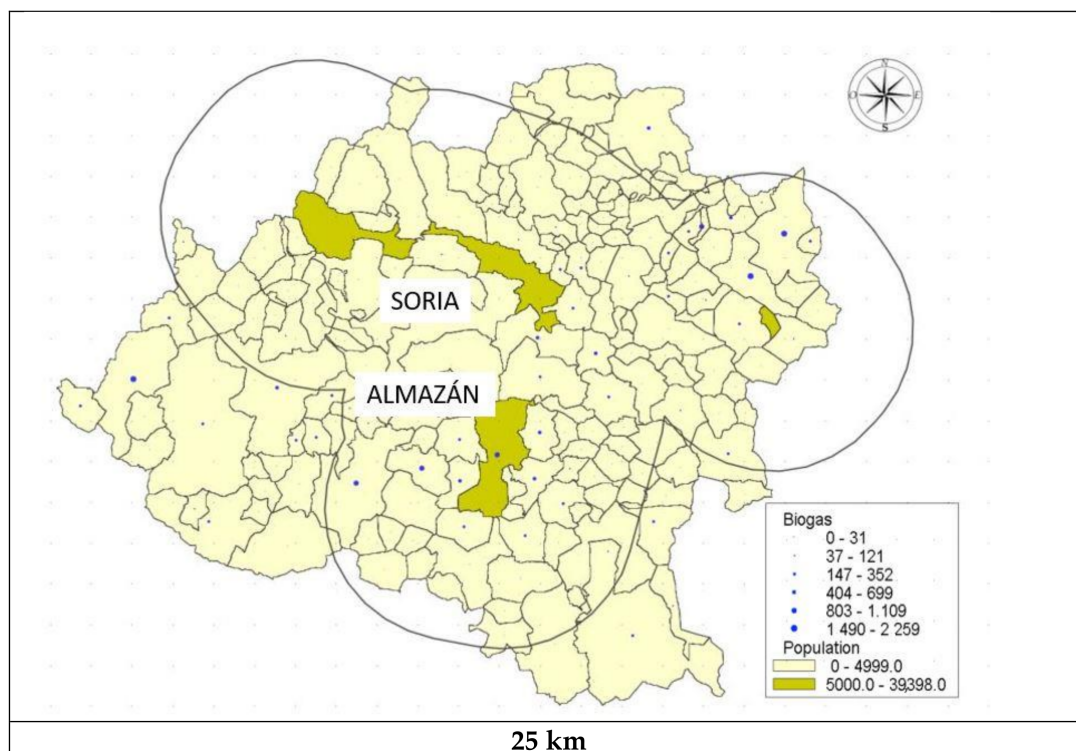 N
O
E
S
SORIA
ALMAZÁN
Biogas
0 - 31
37 - 121
147 - 352
404 - 699
803 - 1.109
1 490 - 2 259
Population
0 - 4999.0
5000.0 - 39,398.0
25 km